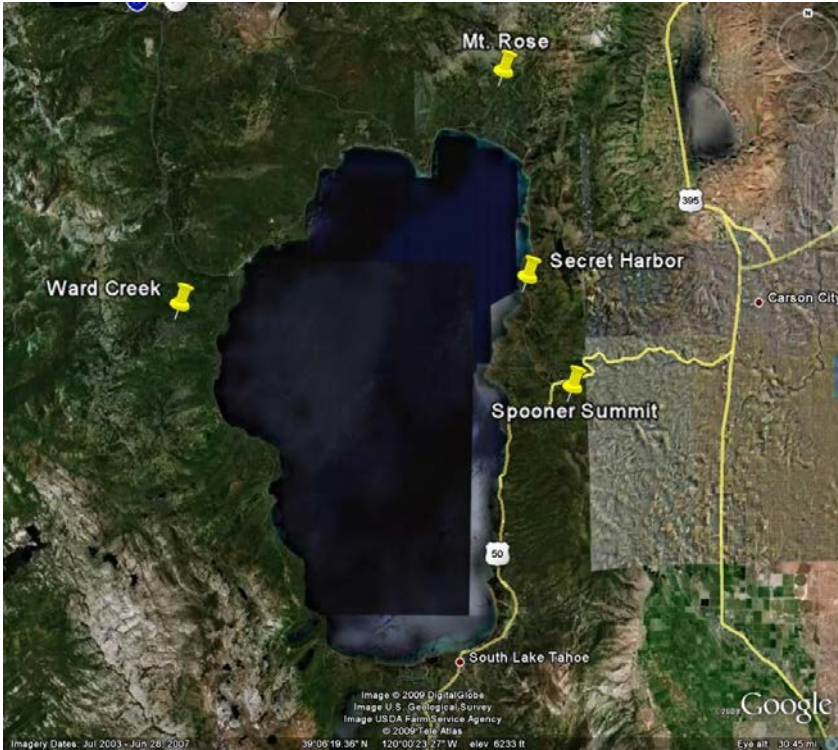 N
Mt. Rose
395
Secret Harbor
Ward Creek
Carson City
Spooner Summit
50
South Lake Tahoe
Image © 2009 DigitalGlobe
Image U.S. Geological Survey
Image USDA Farm Service Agency
© 2009 Tele Atlas
©2009 Google
Imagery Dates: Jul 2003 - Jun 28, 2007
39°06'19.36" N 120°00'23.27" W elev 6233 ft
Eye alt 30.45 mi